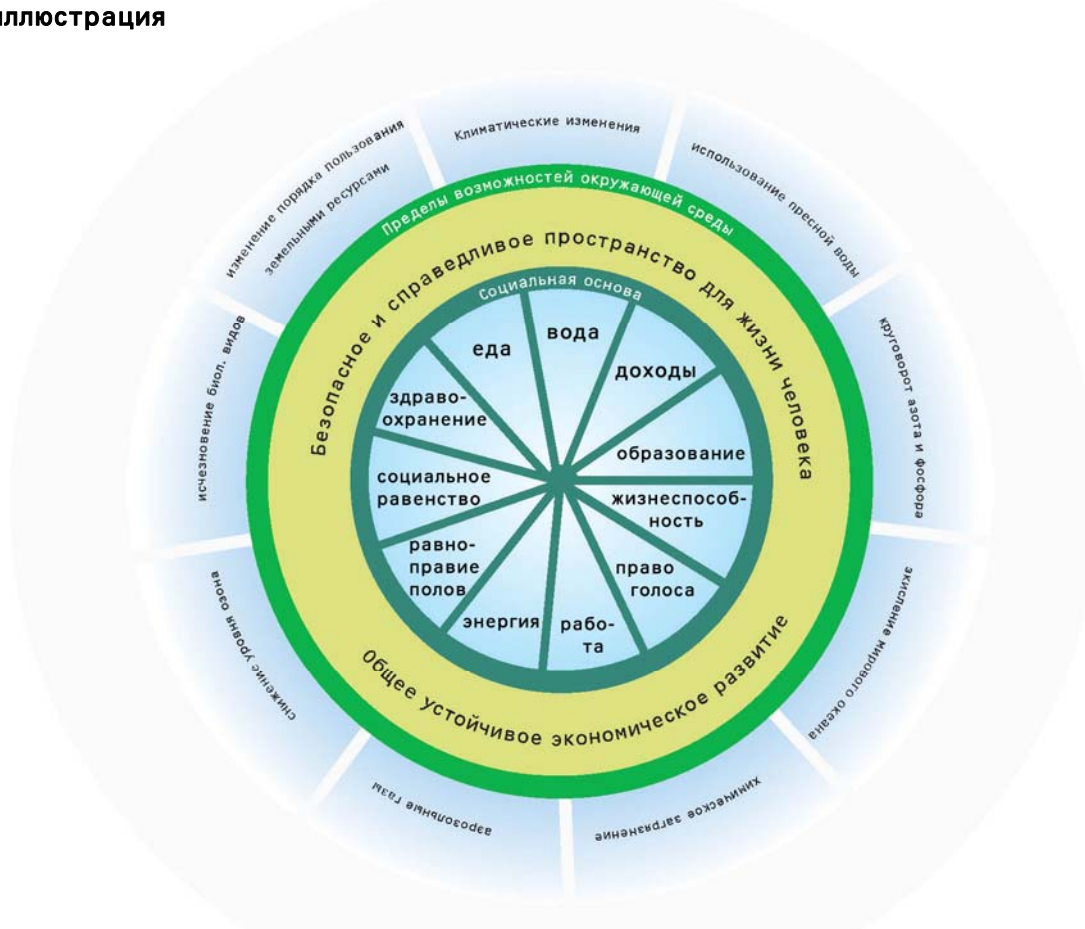 иллюстрация
Климатические изменения
использование пресной воды
круговорот азота и фосфора
экисление мирового океана
химическое загрязнение
аэрозольные газы
снижение уровня озона
исчезновение биол. видов
изменение порядка пользования
земельными ресурсами
Пределы возможностей окружающей среды
Безопасное и справедливое пространство для жизни человека
Социальная основа
вода
доходы
образование
жизнеспособ-
ность
право
голоса
рабо-
та
энергия
равно-
правие
полов
социальное
равенство
здраво-
охранение
еда
Общее устойчивое экономическое развитие